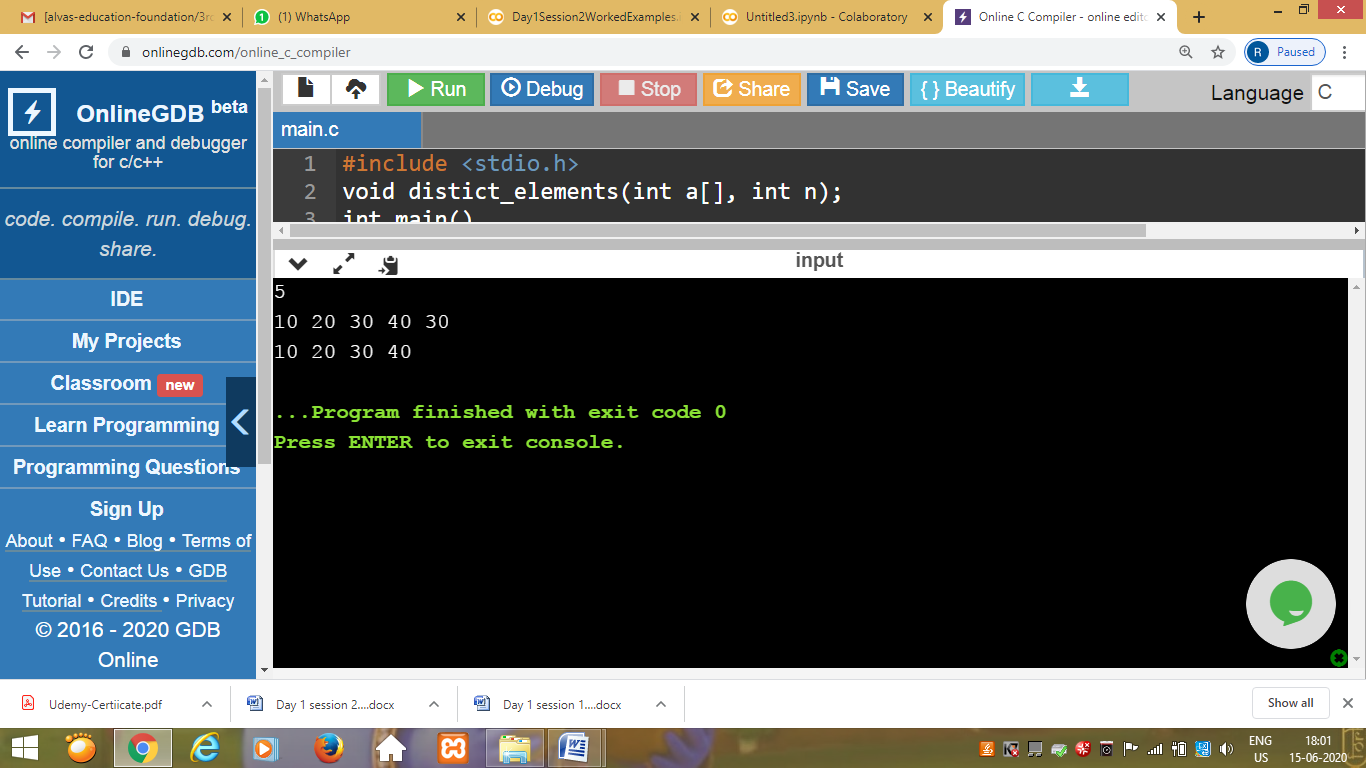 [alvas-education-foundation/3rc
(1) WhatsApp
Day1Session2WorkedExamples.
Untitled3.ipynb - Colaboratory
Online C Compiler - online edito
onlinegdb.com/online_c_compiler
R Paused
OnlineGDB beta
online compiler and debugger
for c/c++
code. compile. run. debug.
share.
IDE
My Projects
Classroom new
Learn Programming
Programming Questions
Sign Up
About • FAQ • Blog • Terms of
Use • Contact Us • GDB
Tutorial • Credits • Privacy
© 2016 - 2020 GDB
Online
Run
Debug
Stop
Share
Save
{ } Beautify
Language C
main.c
1 #include <stdio.h>
2 void distict_elements(int a[], int n);
3 int main()
input
5
10 20 30 40 30
10 20 30 40
...Program finished with exit code 0
Press ENTER to exit console.
Udemy-Certiicate.pdf
Day 1 session 2....docx
Day 1 session 1....docx
Show all
ENG
US
18:01
15-06-2020